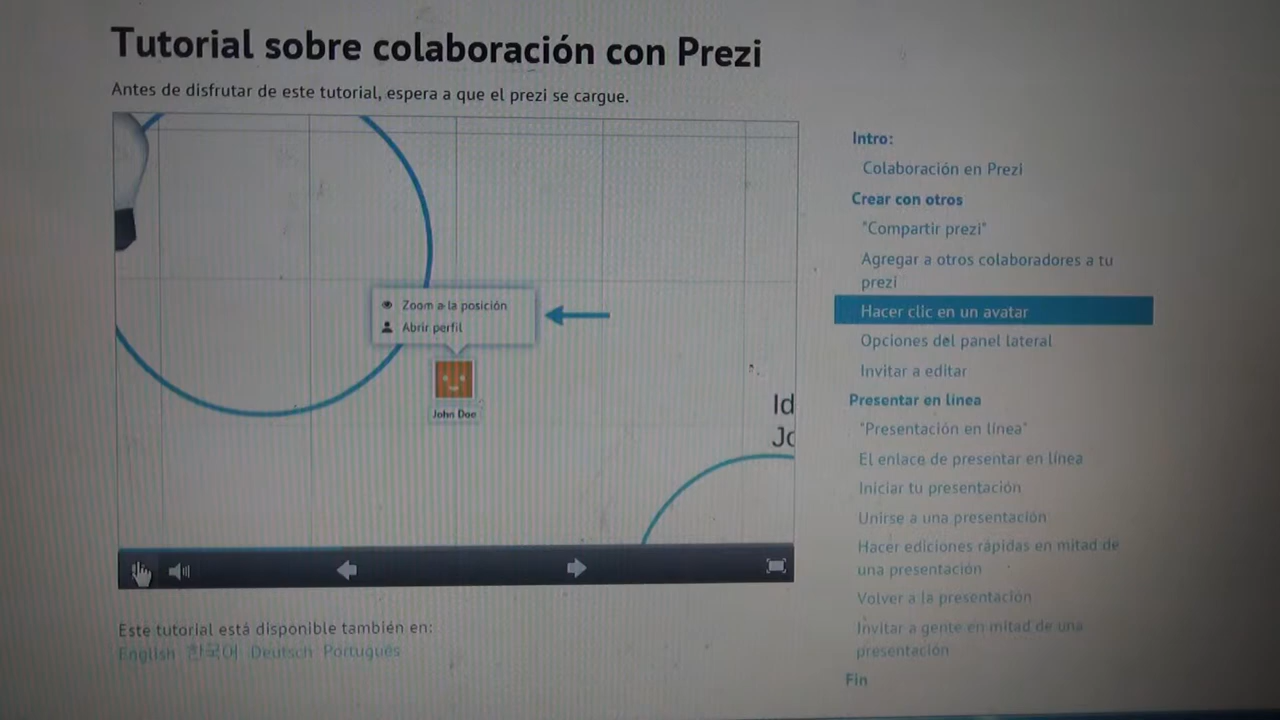 Tutorial sobre colaboración con Prezi
Antes de disfrutar de este tutorial, espera a que el prezi se cargue.
Zoom a la posición
Abrir perfil
John Doe
Id
Jo
Intro:
Colaboración en Prezi
Crear con otros
"Compartir prezi"
Agregar a otros colaboradores a tu
prezi
Hacer clic en un avatar
Opciones del panel lateral
Invitar a editar
Presentar en línea
"Presentación en línea"
El enlace de presentar en línea
Iniciar tu presentación
Unirse a una presentación
Hacer ediciones rápidas en mitad de
una presentación
Volver a la presentación
Invitar a gente en mitad de una
presentación
Fin
Este tutorial está disponible también en:
English 한국어 Deutsch Português